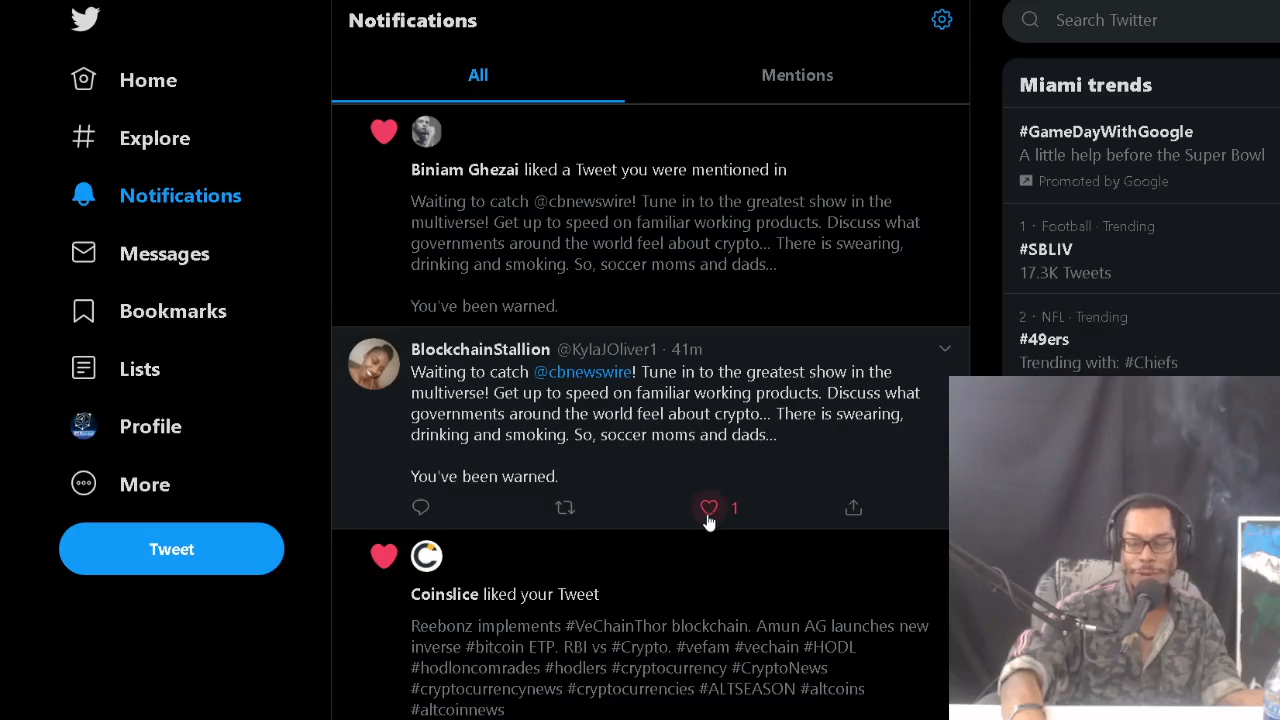 Home
Explore
Notifications
Messages
Bookmarks
Lists
Profile
More
Tweet
Notifications
All
Mentions
Biniam Ghezai liked a Tweet you were mentioned in
Waiting to catch @cbnewswire! Tune in to the greatest show in the
multiverse! Get up to speed on familiar working products. Discuss what
governments around the world feel about crypto... There is swearing,
drinking and smoking. So, soccer moms and dads...
You've been warned.
BlockchainStallion @KylaJOliver1 · 41m
Waiting to catch @cbnewswire! Tune in to the greatest show in the
multiverse! Get up to speed on familiar working products. Discuss what
governments around the world feel about crypto... There is swearing,
drinking and smoking. So, soccer moms and dads...
You've been warned.
1
Coinslice liked your Tweet
Reebonz implements #VeChainThor blockchain. Amun AG launches new
inverse #bitcoin ETP. RBI vs #Crypto. #vefam #vechain #HODL
#hodloncomrades #hodlers #cryptocurrency #CryptoNews
#cryptocurrencynews #cryptocurrencies #ALTSEASON #altcoins
#altcoinnews
Search Twitter
Miami trends
#GameDayWithGoogle
A little help before the Super Bowl
Promoted by Google
1 · Football · Trending
#SBLIV
17.3K Tweets
2 · NFL · Trending
#49ers
Trending with: #Chiefs